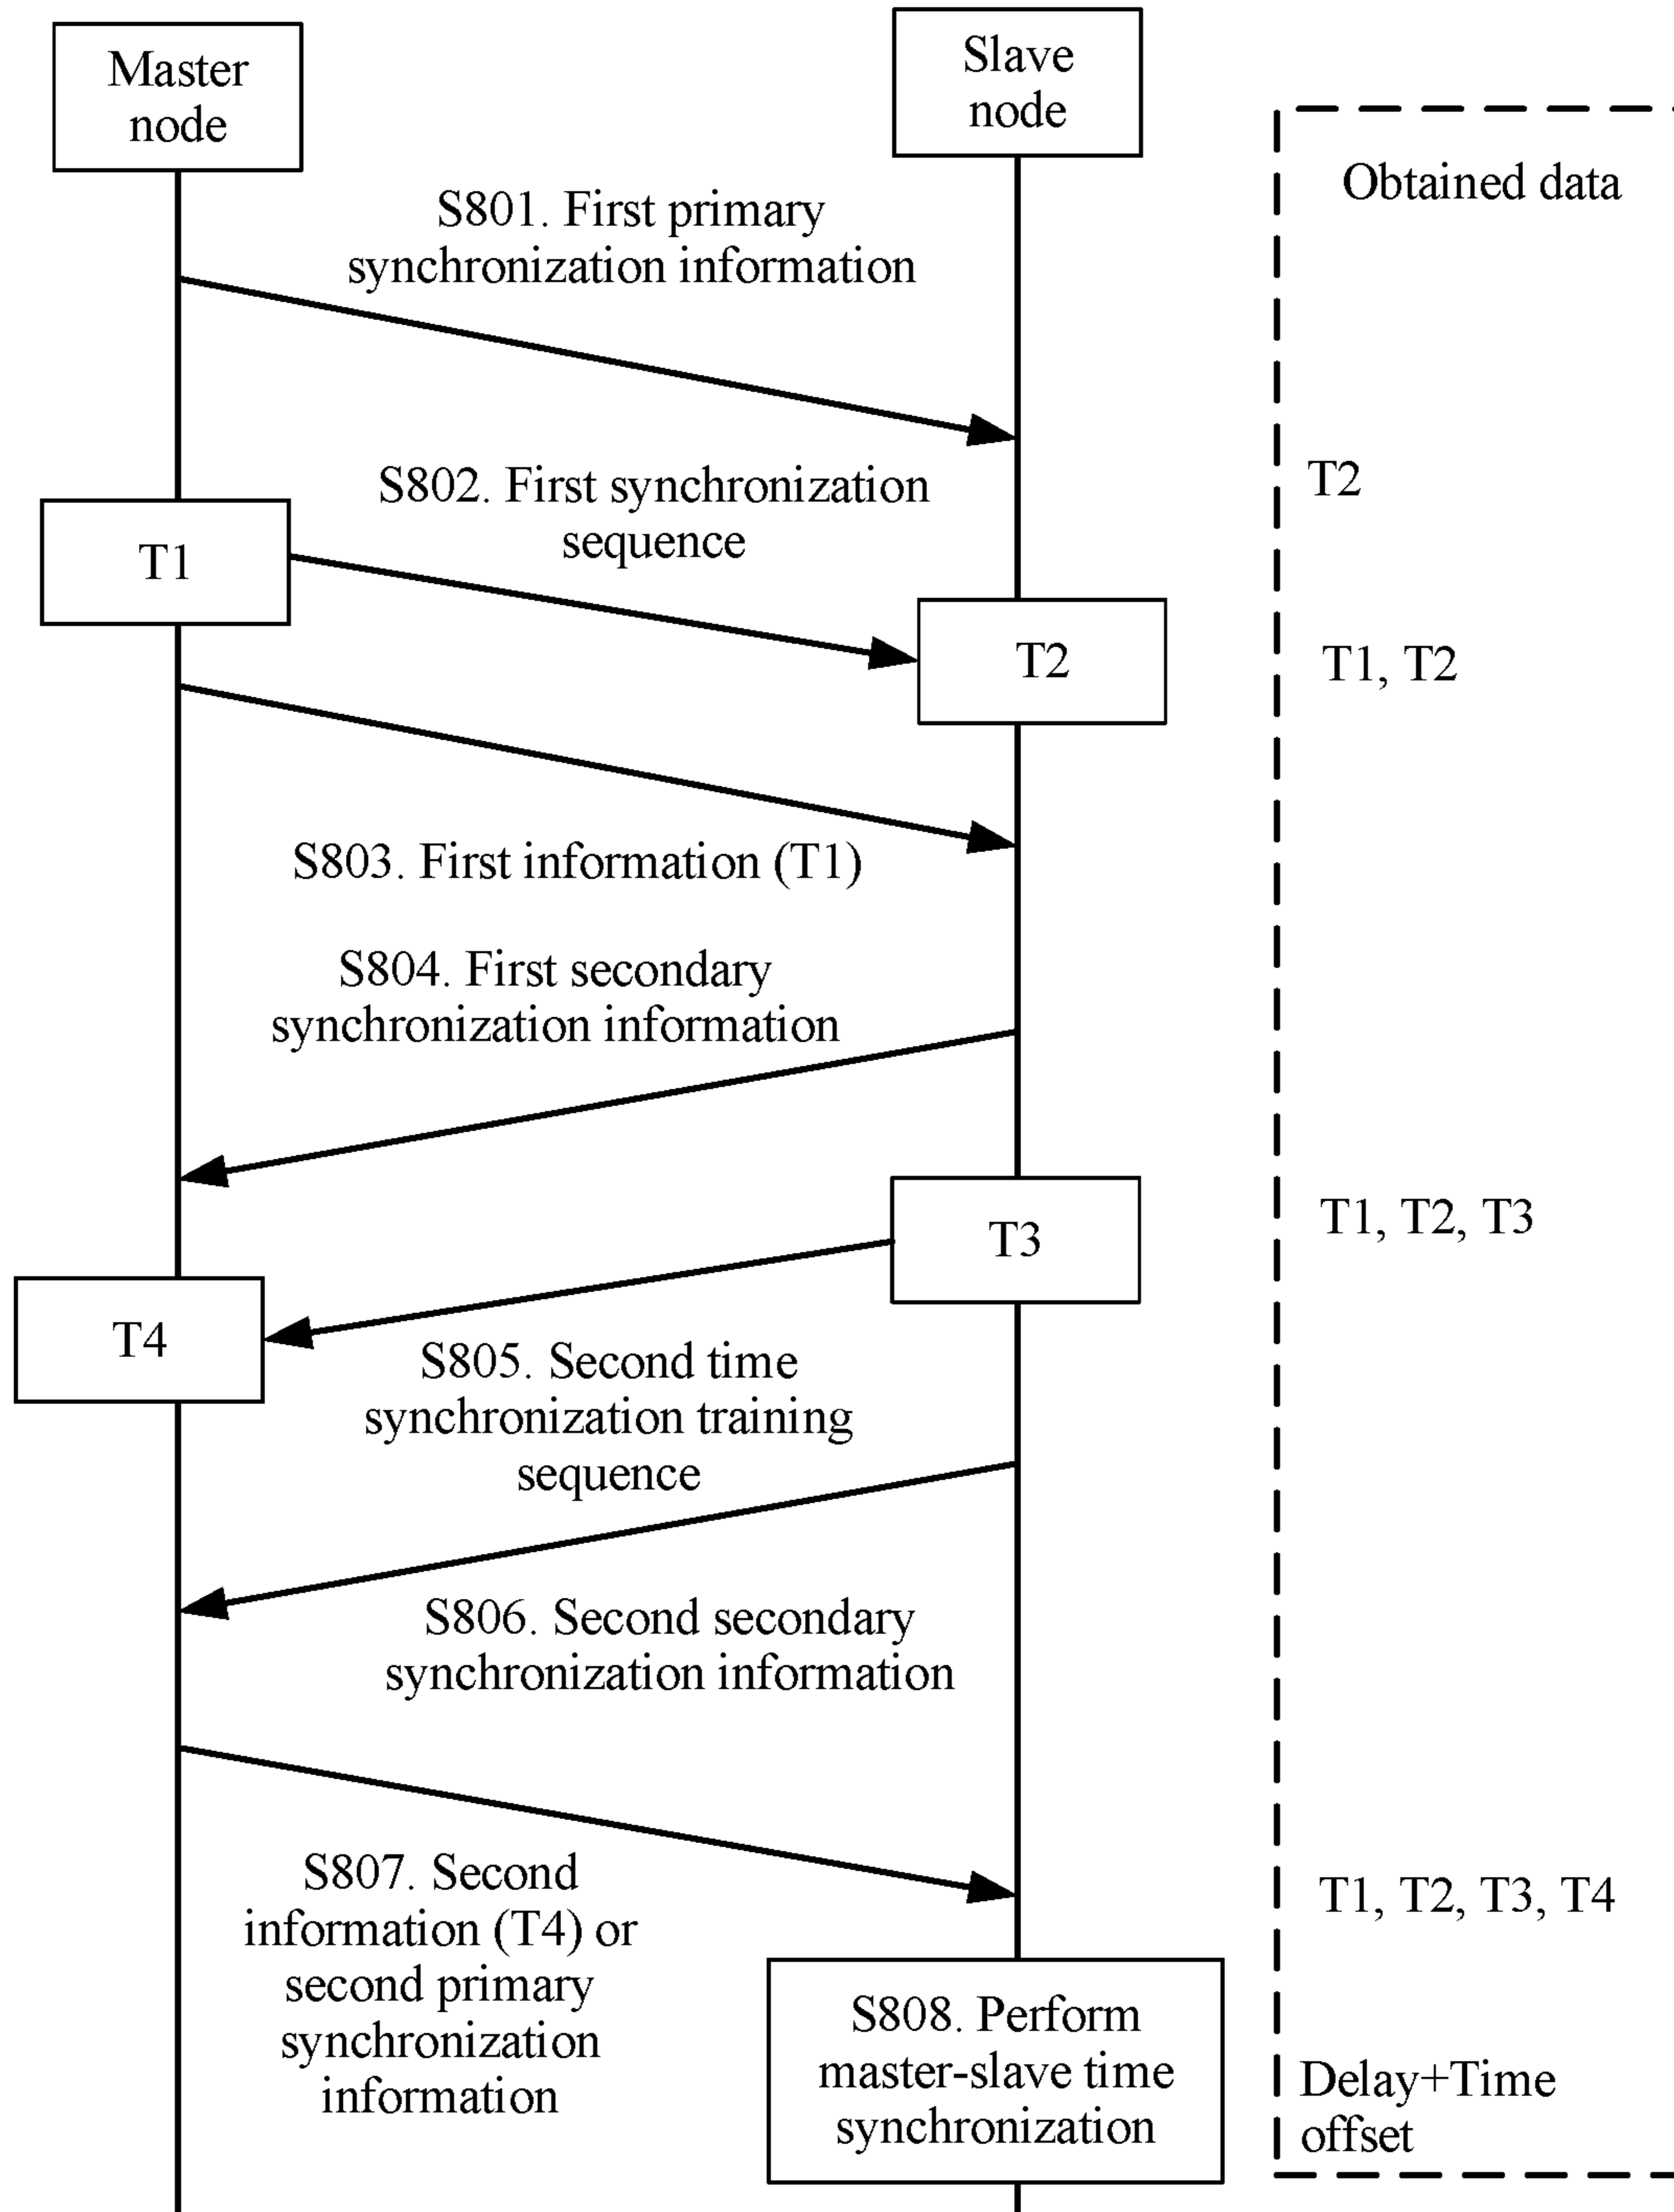 Master
node
Slave
node
Obtained data
S801. First primary
synchronization information
T2
S802. First synchronization
sequence
T1
T2
T1, T2
S803. First information (T1)
S804. First secondary
synchronization information
T3
T1, T2, T3
T4
S805. Second time
synchronization training
sequence
S806. Second secondary
synchronization information
S807. Second
information (T4) or
second primary
synchronization
information
T1, T2, T3, T4
S808. Perform
master-slave time
synchronization
Delay+Time
offset